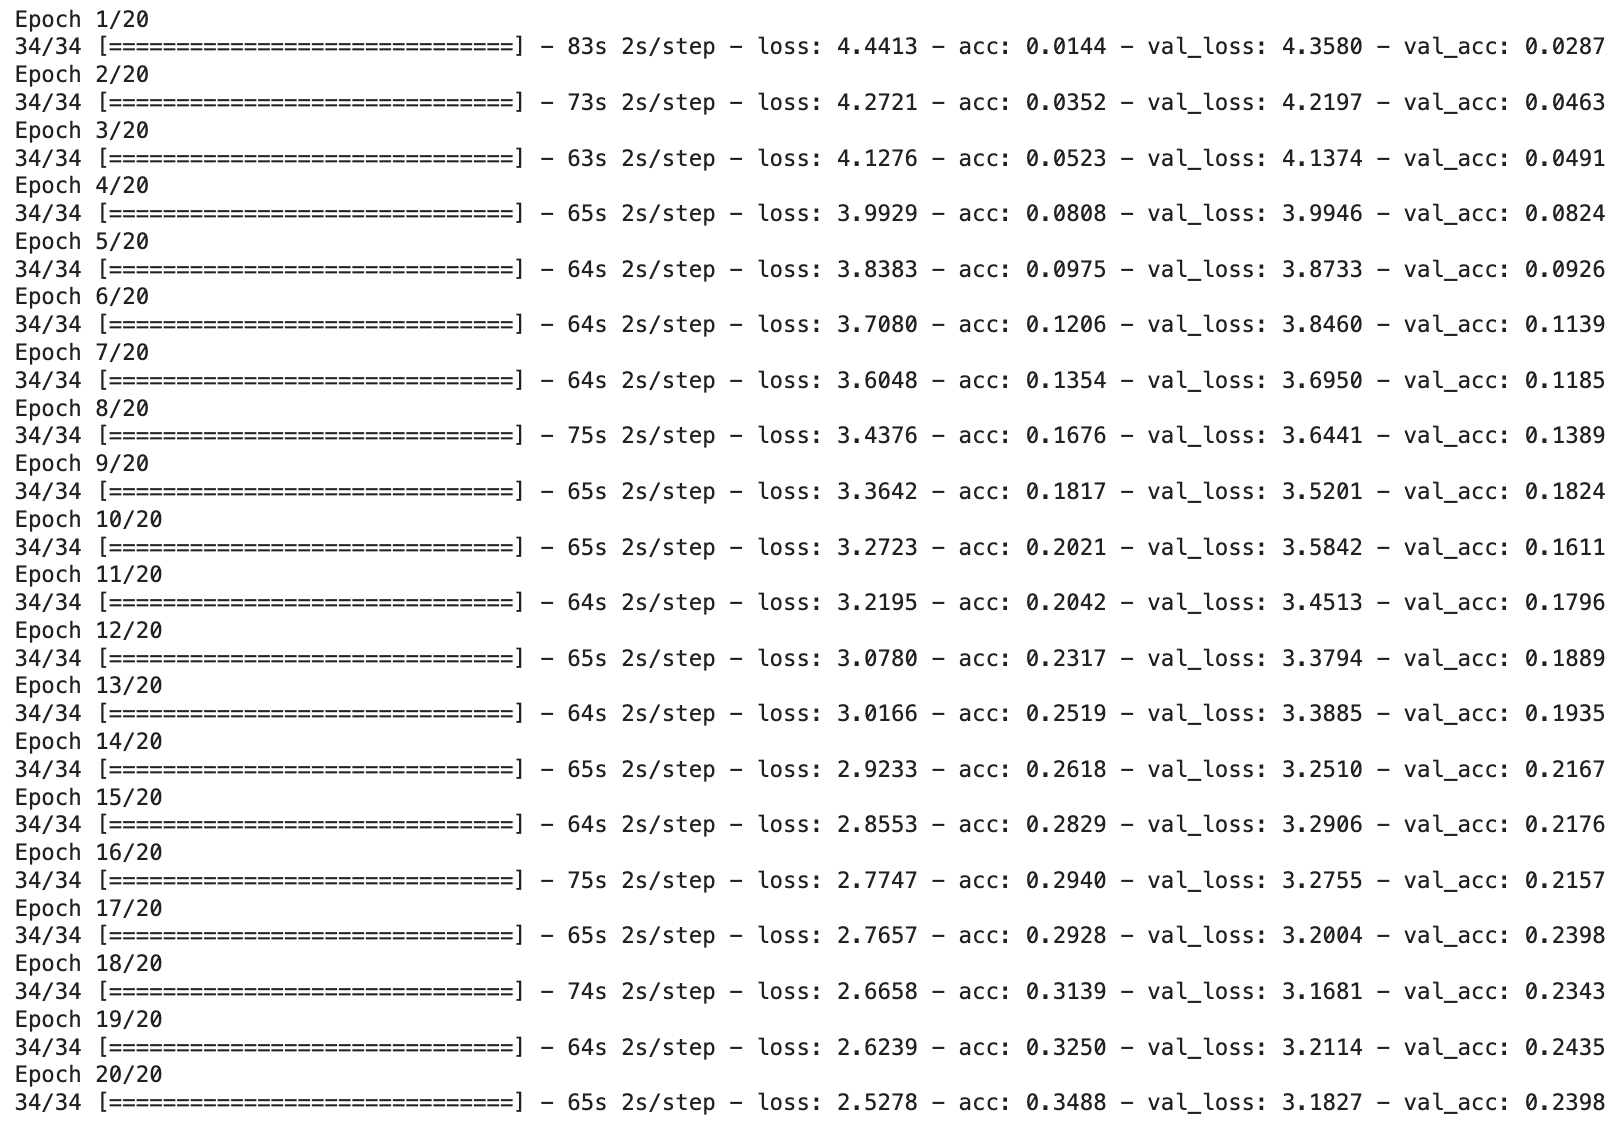 Epoch 1/20
34/34 [==============================] - 83s 2s/step - loss: 4.4413 - acc: 0.0144 - val_loss: 4.3580 - val_acc: 0.0287
Epoch 2/20
34/34 [==============================] - 73s 2s/step - loss: 4.2721 - acc: 0.0352 - val_loss: 4.2197 - val_acc: 0.0463
Epoch 3/20
34/34 [==============================] - 63s 2s/step - loss: 4.1276 - acc: 0.0523 - val_loss: 4.1374 - val_acc: 0.0491
Epoch 4/20
34/34 [==============================] - 65s 2s/step - loss: 3.9929 - acc: 0.0808 - val_loss: 3.9946 - val_acc: 0.0824
Epoch 5/20
34/34 [==============================] - 64s 2s/step - loss: 3.8383 - acc: 0.0975 - val_loss: 3.8733 - val_acc: 0.0926
Epoch 6/20
34/34 [==============================] - 64s 2s/step - loss: 3.7080 - acc: 0.1206 - val_loss: 3.8460 - val_acc: 0.1139
Epoch 7/20
34/34 [==============================] - 64s 2s/step - loss: 3.6048 - acc: 0.1354 - val_loss: 3.6950 - val_acc: 0.1185
Epoch 8/20
34/34 [==============================] - 75s 2s/step - loss: 3.4376 - acc: 0.1676 - val_loss: 3.6441 - val_acc: 0.1389
Epoch 9/20
34/34 [==============================] - 65s 2s/step - loss: 3.3642 - acc: 0.1817 - val_loss: 3.5201 - val_acc: 0.1824
Epoch 10/20
34/34 [==============================] - 65s 2s/step - loss: 3.2723 - acc: 0.2021 - val_loss: 3.5842 - val_acc: 0.1611
Epoch 11/20
34/34 [==============================] - 64s 2s/step - loss: 3.2195 - acc: 0.2042 - val_loss: 3.4513 - val_acc: 0.1796
Epoch 12/20
34/34 [==============================] - 65s 2s/step - loss: 3.0780 - acc: 0.2317 - val_loss: 3.3794 - val_acc: 0.1889
Epoch 13/20
34/34 [==============================] - 64s 2s/step - loss: 3.0166 - acc: 0.2519 - val_loss: 3.3885 - val_acc: 0.1935
Epoch 14/20
34/34 [==============================] - 65s 2s/step - loss: 2.9233 - acc: 0.2618 - val_loss: 3.2510 - val_acc: 0.2167
Epoch 15/20
34/34 [==============================] - 64s 2s/step - loss: 2.8553 - acc: 0.2829 - val_loss: 3.2906 - val_acc: 0.2176
Epoch 16/20
34/34 [==============================] - 75s 2s/step - loss: 2.7747 - acc: 0.2940 - val_loss: 3.2755 - val_acc: 0.2157
Epoch 17/20
34/34 [==============================] - 65s 2s/step - loss: 2.7657 - acc: 0.2928 - val_loss: 3.2004 - val_acc: 0.2398
Epoch 18/20
34/34 [==============================] - 74s 2s/step - loss: 2.6658 - acc: 0.3139 - val_loss: 3.1681 - val_acc: 0.2343
Epoch 19/20
34/34 [==============================] - 64s 2s/step - loss: 2.6239 - acc: 0.3250 - val_loss: 3.2114 - val_acc: 0.2435
Epoch 20/20
34/34 [==============================] - 65s 2s/step - loss: 2.5278 - acc: 0.3488 - val_loss: 3.1827 - val_acc: 0.2398